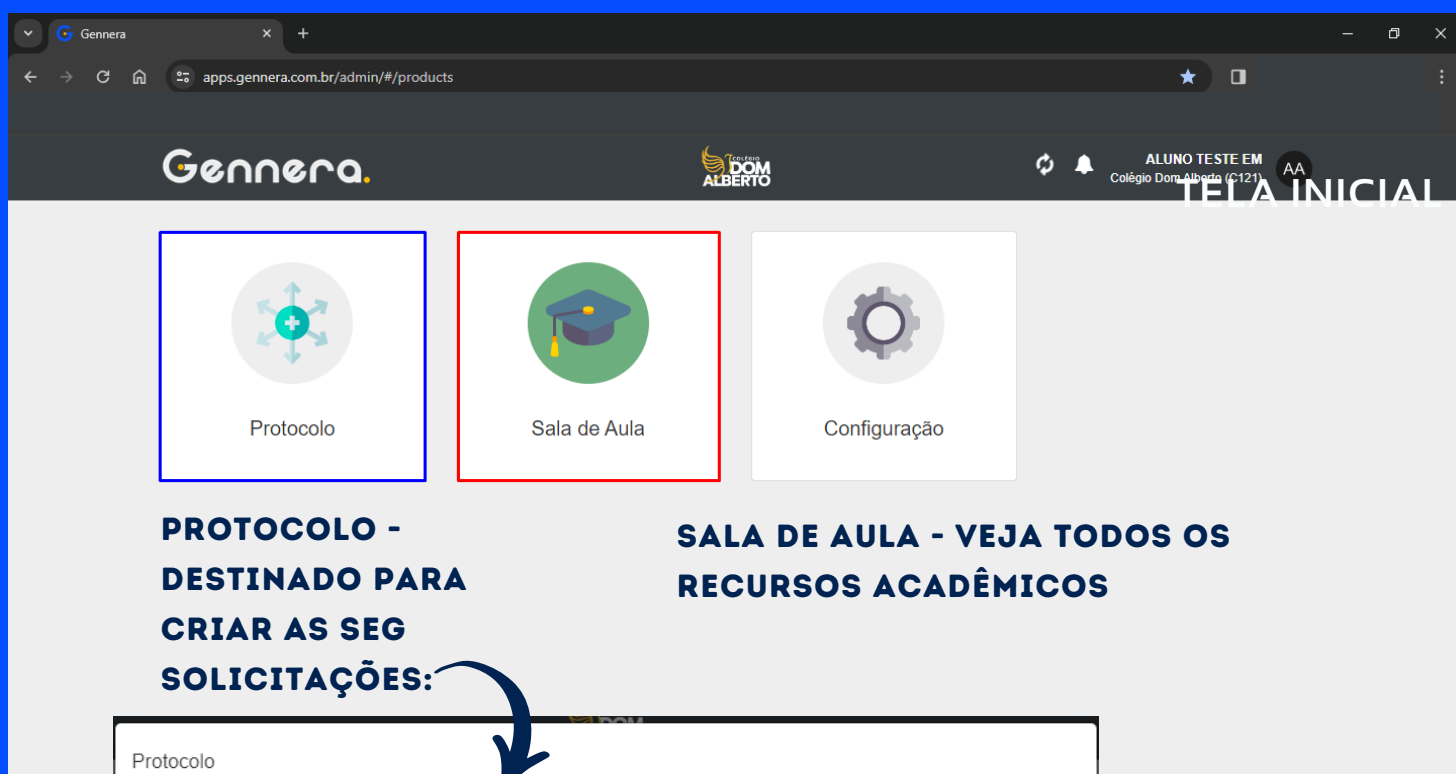 Gennera
apps.gennera.com.br/admin/#/products
Gennera.
COLÉGIO
DOM
ALBERTO
ALUNO TESTE EM
Colégio Dom Alberto (C121)
AA
TELA INICIAL
Protocolo
Sala de Aula
Configuração
PROTOCOLO -
DESTINADO PARA
CRIAR AS SEG
SOLICITAÇÕES:
SALA DE AULA - VEJA TODOS OS
RECURSOS ACADÊMICOS
DOM
Protocolo